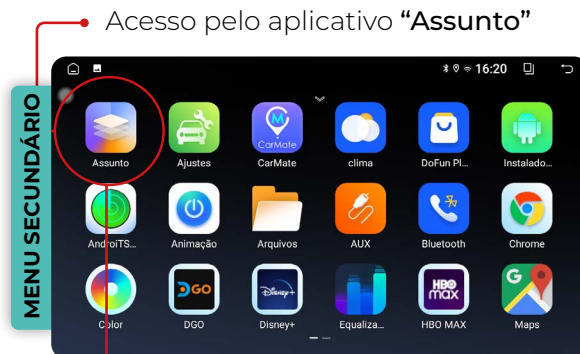 Acesso pelo aplicativo “Assunto”
MENU SECUNDÁRIO
16:20
Assunto
Ajustes
CarMate
CarMate
clima
DoFun Pl...
Instalado...
AndroiTS...
Animação
Arquivos
AUX
Bluetooth
Chrome
Color
DGO
DGO
Disney+
Disney+
Equaliza...
HBO
max
HBO MAX
G
Maps